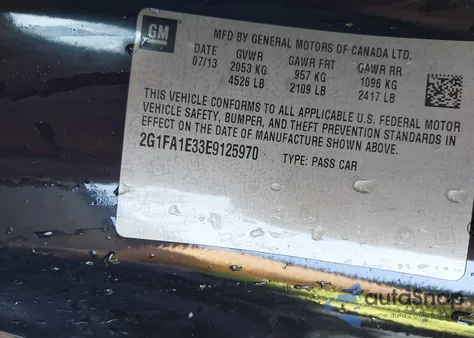 GM
MFD BY GENERAL MOTORS OF CANADA LTD.
DATE GVWR GAWR FRT GAWR RR
07/13 2053 KG 957 KG 1096 KG
4526 LB 2109 LB 2417 LB
THIS VEHICLE CONFORMS TO ALL APPLICABLE U.S. FEDERAL MOTOR
VEHICLE SAFETY, BUMPER, AND THEFT PREVENTION STANDARDS IN
EFFECT ON THE DATE OF MANUFACTURE SHOWN ABOVE.
2G1FA1E33E9125970 TYPE: PASS CAR
autoSnap